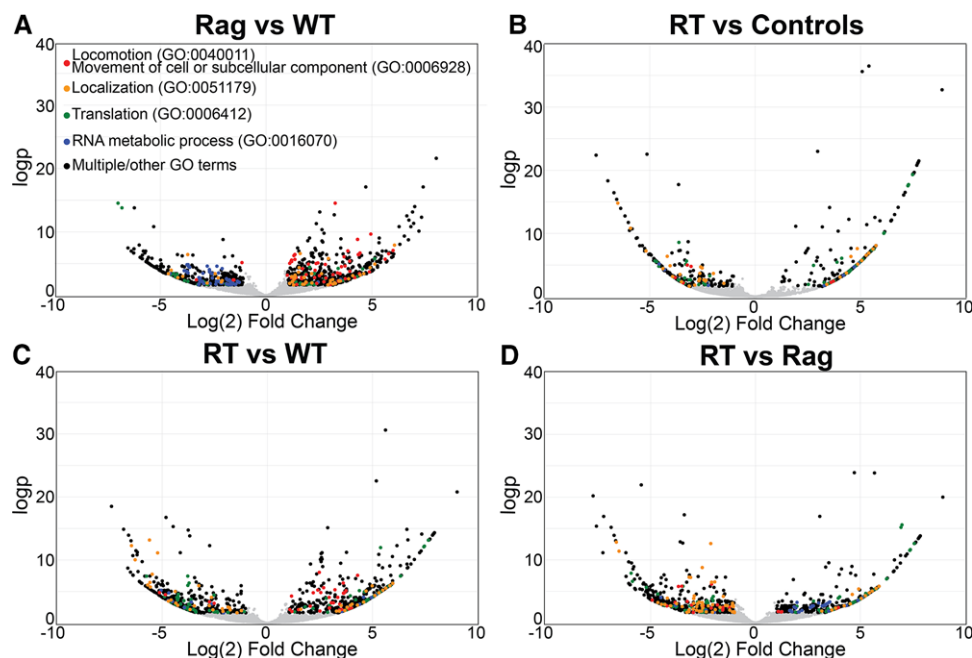 A
Rag vs WT
40
30
20
10
0
logp
Locomotion (GO:0040011)
Movement of cell or subcellular component (GO:0006928)
Localization (GO:0051179)
Translation (GO:0006412)
RNA metabolic process (GO:0016070)
Multiple/other GO terms
-10
-5
0
5
10
Log(2) Fold Change
B
RT vs Controls
40
30
20
10
0
logp
-10
-5
0
5
10
Log(2) Fold Change
C
RT vs WT
40
30
20
10
0
logp
-10
-5
0
5
10
Log(2) Fold Change
D
RT vs Rag
40
30
20
10
0
logp
-10
-5
0
5
10
Log(2) Fold Change